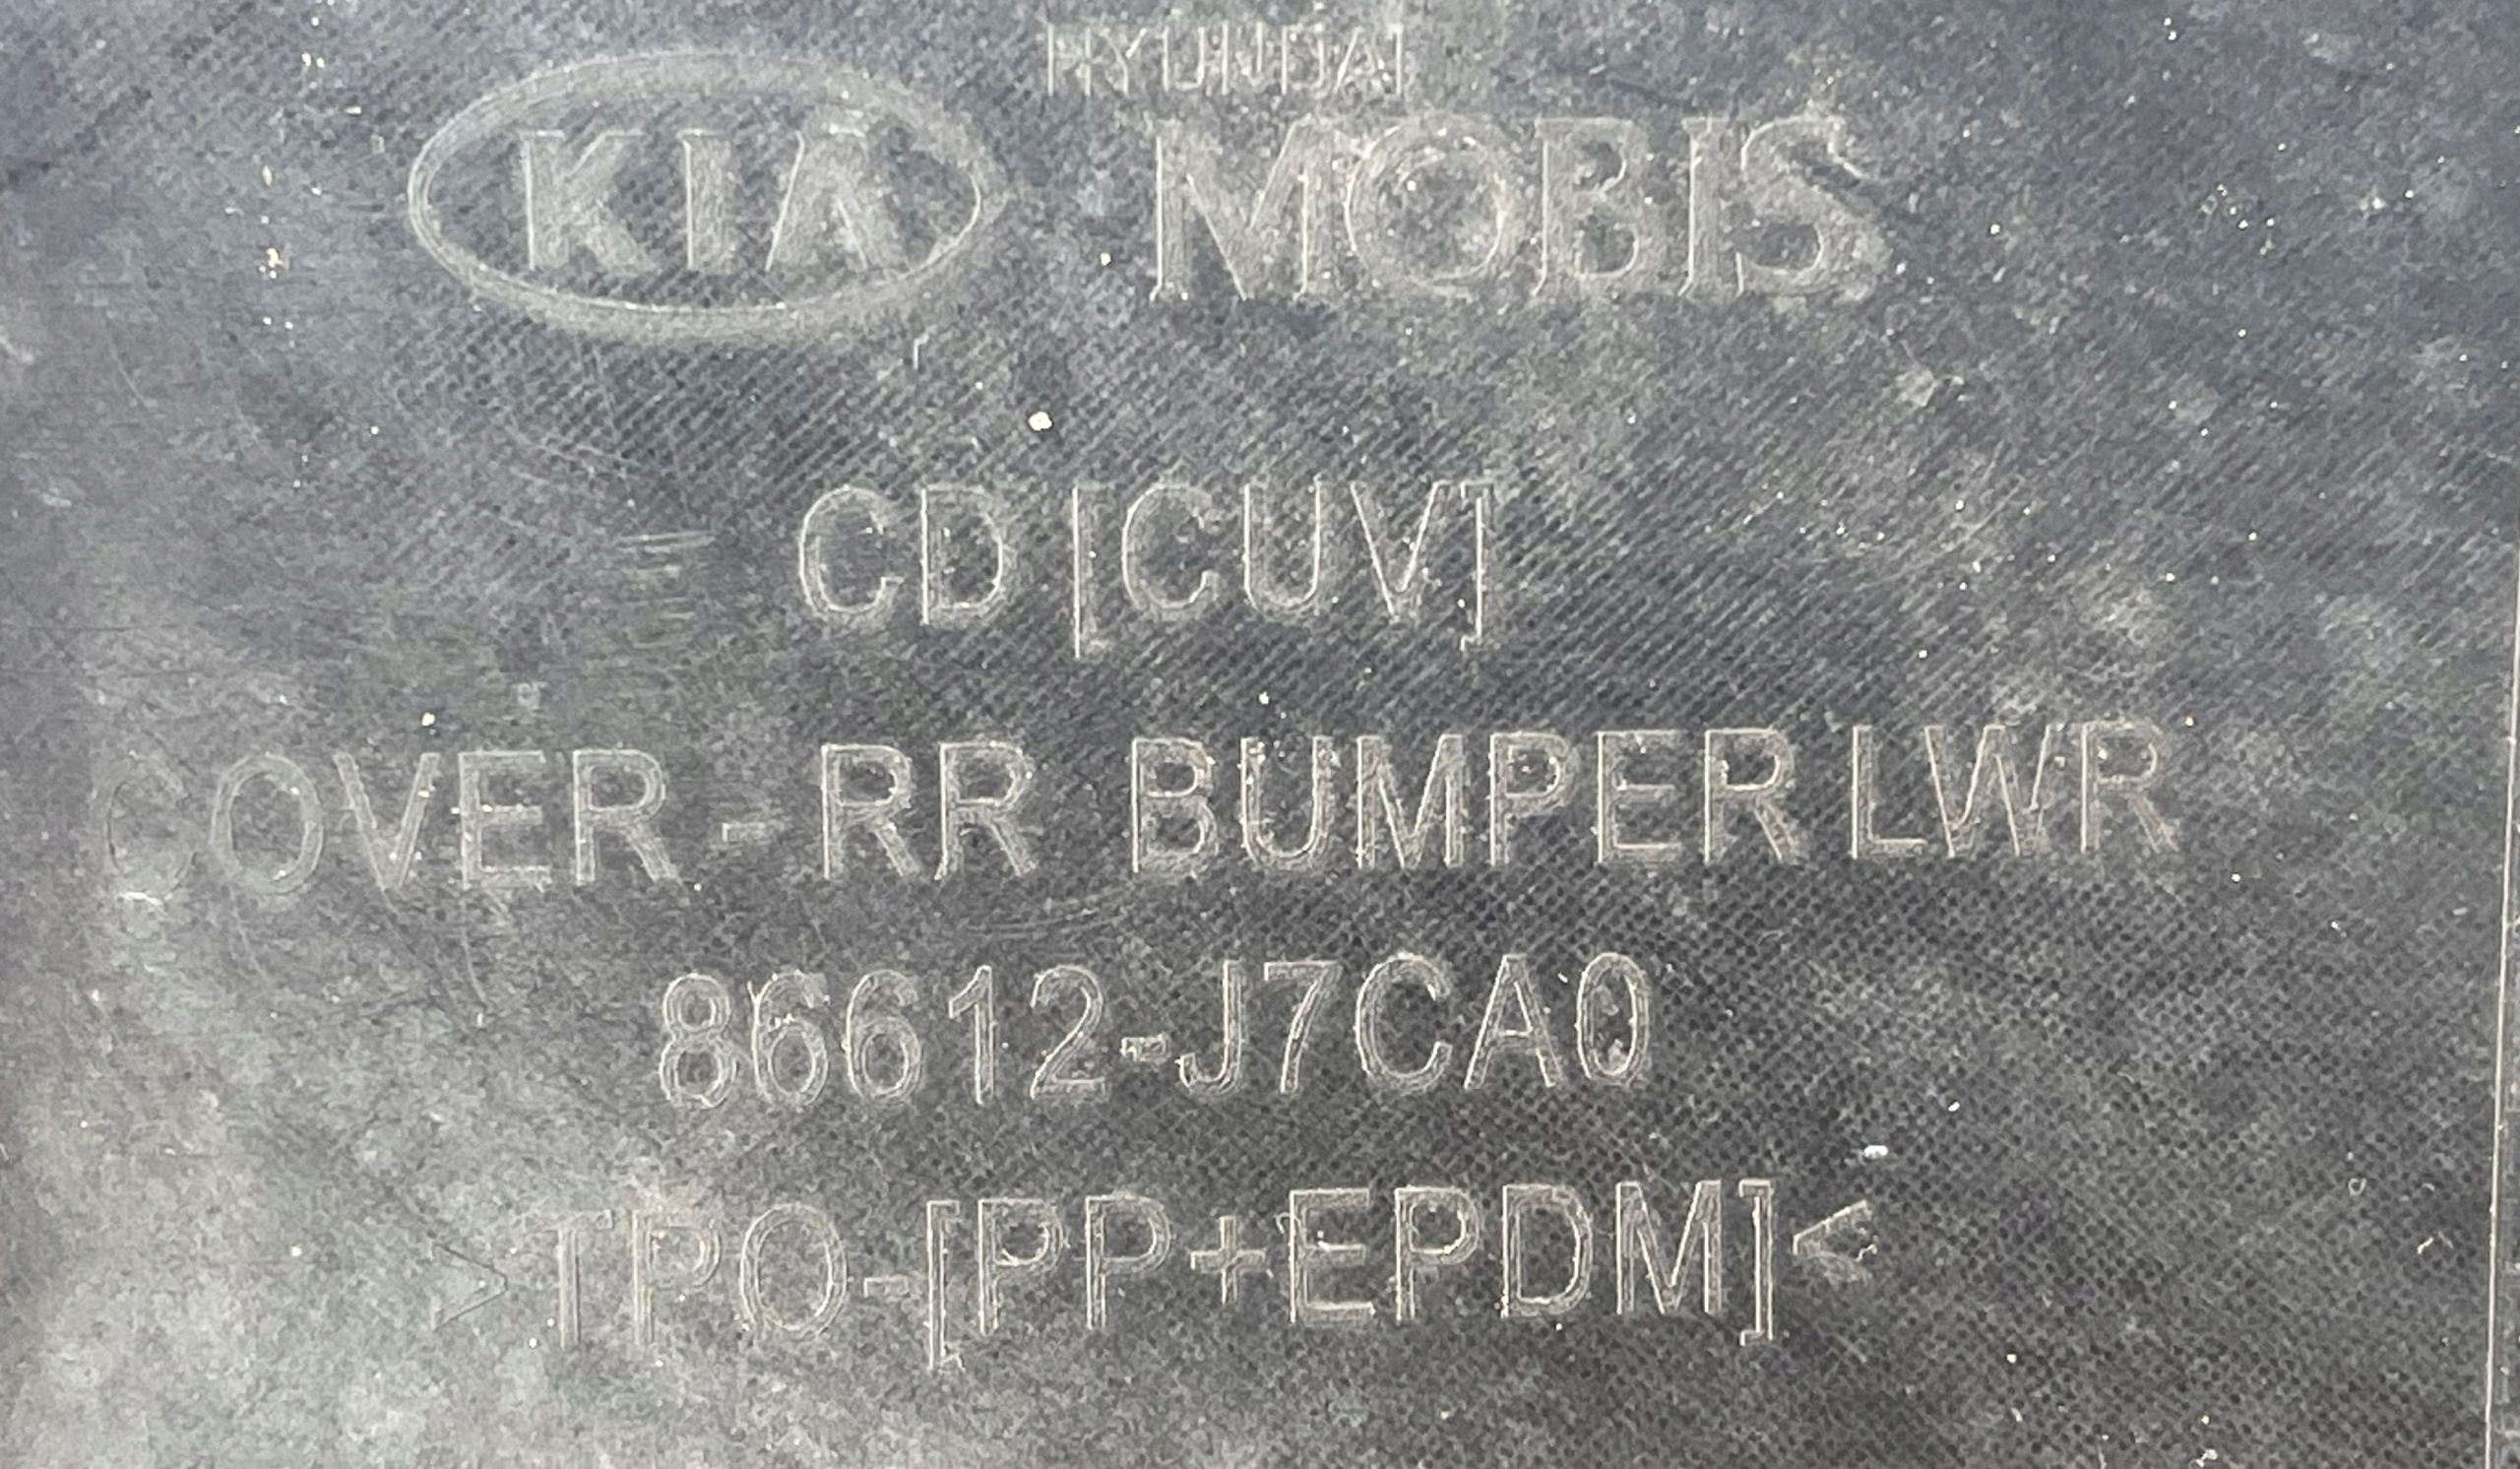 HYUNDAI
KIA MOBIS
CD [CUV]
COVER-RR BUMPER LWR
86612-J7CA0
>TPO-[PP+EPDM]<